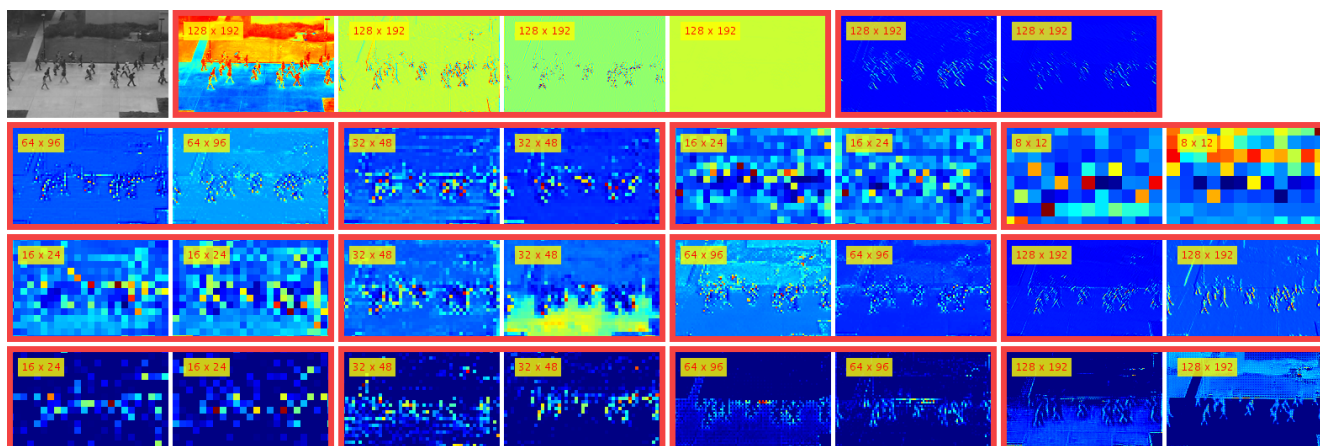 128 x 192 128 x 192 128 x 192 128 x 192 128 x 192 128 x 192
64 x 96 64 x 96 32 x 48 32 x 48 16 x 24 16 x 24 8 x 12 8 x 12
16 x 24 16 x 24 32 x 48 32 x 48 64 x 96 64 x 96 128 x 192 128 x 192
16 x 24 16 x 24 32 x 48 32 x 48 64 x 96 64 x 96 128 x 192 128 x 192